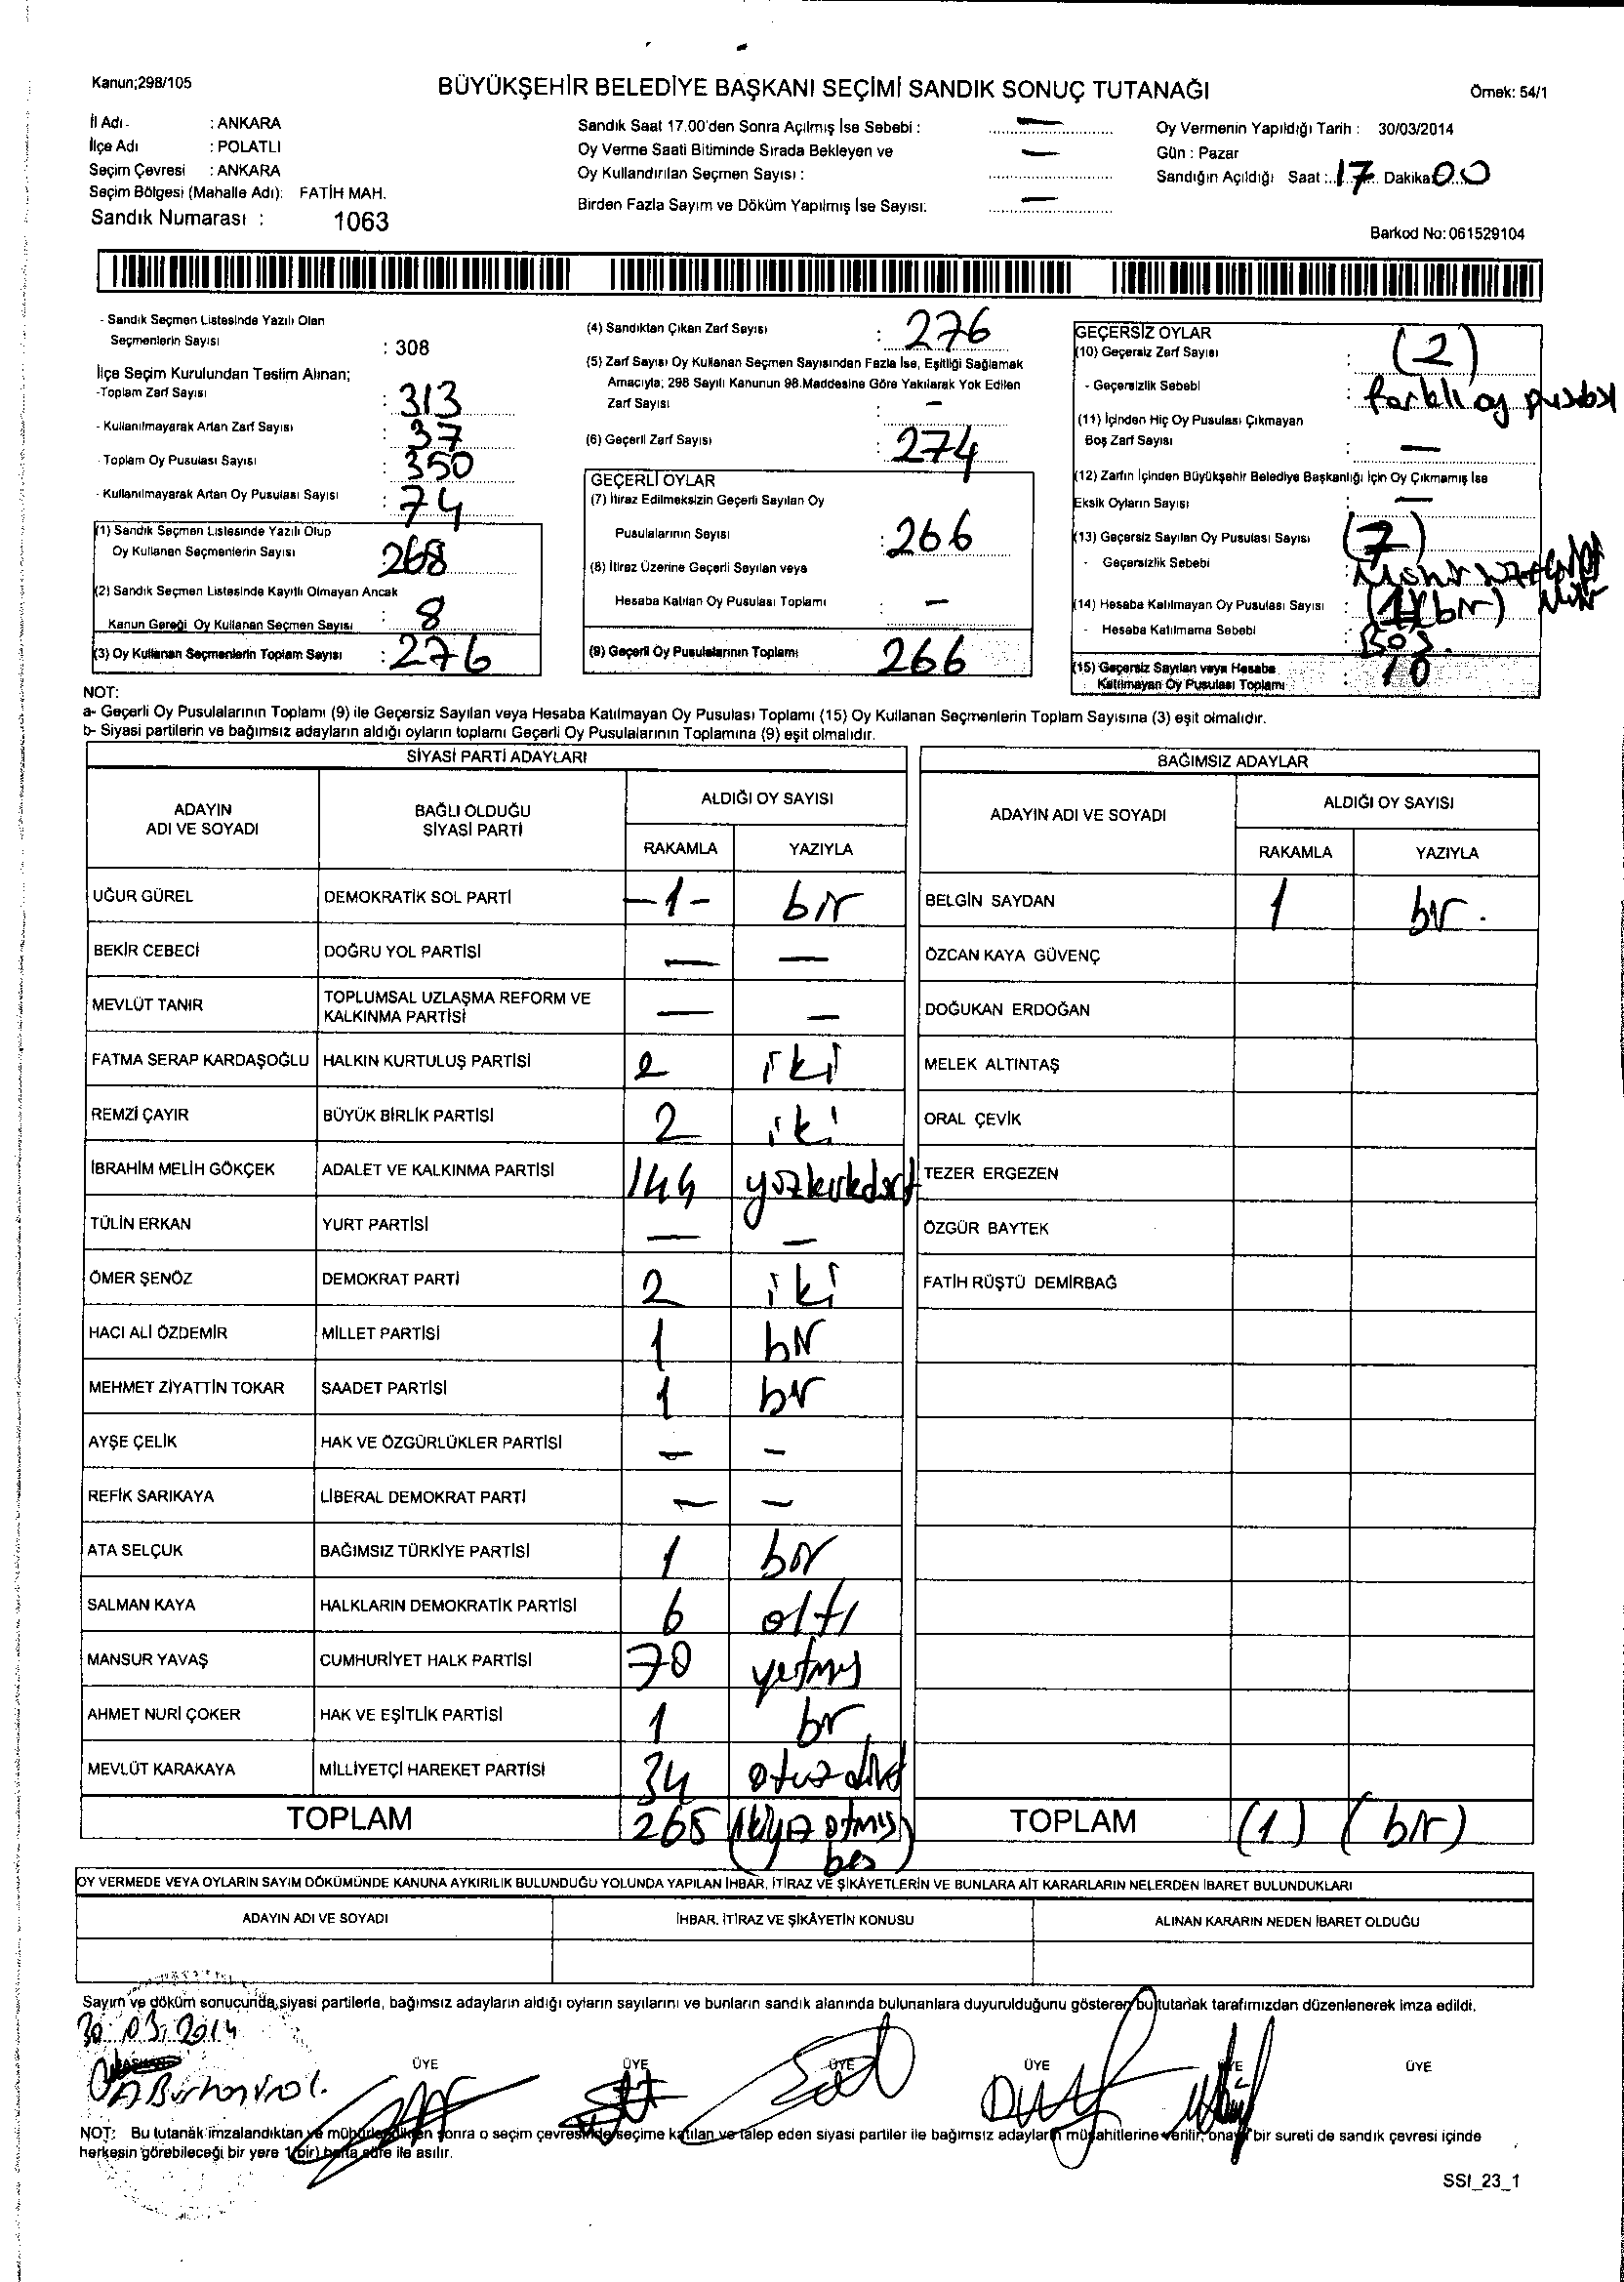 Kanun;298/105
BÜYÜKŞEHİR BELEDİYE BAŞKANI SEÇİMİ SANDIK SONUÇ TUTANAĞI
Örnek: 54/1
İl Adı - : ANKARA
İlçe Adı : POLATLI
Seçim Çevresi : ANKARA
Seçim Bölgesi (Mahalle Adı): FATİH MAH.
Sandık Numarası : 1063
Sandık Saat 17.00'den Sonra Açılmış İse Sebebi : —
Oy Verme Saati Bitiminde Sırada Bekleyen ve
Oy Kullandırılan Seçmen Sayısı : —
Birden Fazla Sayım ve Döküm Yapılmış İse Sayısı: —
Oy Vermenin Yapıldığı Tarih : 30/03/2014
Gün : Pazar
Sandığın Açıldığı Saat : 17 Dakika 00
Barkod No: 061529104
- Sandık Seçmen Listesinde Yazılı Olan
Seçmenlerin Sayısı : 308
İlçe Seçim Kurulundan Teslim Alınan;
-Toplam Zarf Sayısı : 313
- Kullanılmayarak Artan Zarf Sayısı : 37
- Toplam Oy Pusulası Sayısı : 350
- Kullanılmayarak Artan Oy Pusulası Sayısı : 74
(1) Sandık Seçmen Listesinde Yazılı Olup
Oy Kullanan Seçmenlerin Sayısı 268
(2) Sandık Seçmen Listesinde Kayıtlı Olmayan Ancak
Kanun Gereği Oy Kullanan Seçmen Sayısı : 8
(3) Oy Kullanan Seçmenlerin Toplam Sayısı : 276
(4) Sandıktan Çıkan Zarf Sayısı : 276
(5) Zarf Sayısı Oy Kullanan Seçmen Sayısından Fazla İse, Eşitliği Sağlamak
Amacıyla; 298 Sayılı Kanunun 98.Maddesine Göre Yakılarak Yok Edilen
Zarf Sayısı : —
(6) Geçerli Zarf Sayısı : 274
GEÇERLİ OYLAR
(7) İtiraz Edilmeksizin Geçerli Sayılan Oy
Pusulalarının Sayısı : 266
(8) İtiraz Üzerine Geçerli Sayılan veya
Hesaba Katılan Oy Pusulası Toplamı : —
(9) Geçerli Oy Pusulalarının Toplamı 266
GEÇERSİZ OYLAR
(10) Geçersiz Zarf Sayısı : (2)
- Geçersizlik Sebebi : farklı oy pusulası
(11) İçinden Hiç Oy Pusulası Çıkmayan
Boş Zarf Sayısı : —
(12) Zarfın İçinden Büyükşehir Belediye Başkanlığı İçin Oy Çıkmamış İse
Eksik Oyların Sayısı : —
(13) Geçersiz Sayılan Oy Pusulası Sayısı (7)
- Geçersizlik Sebebi :
(14) Hesaba Katılmayan Oy Pusulası Sayısı : (1)(bir)
- Hesaba Katılmama Sebebi : Boş.
(15) Geçersiz Sayılan veya Hesaba
Katılmayan Oy Pusulası Toplamı : 10
NOT:
a- Geçerli Oy Pusulalarının Toplamı (9) ile Geçersiz Sayılan veya Hesaba Katılmayan Oy Pusulası Toplamı (15) Oy Kullanan Seçmenlerin Toplam Sayısına (3) eşit olmalıdır.
b- Siyasi partilerin ve bağımsız adayların aldığı oyların toplamı Geçerli Oy Pusulalarının Toplamına (9) eşit olmalıdır.
SİYASİ PARTİ ADAYLARI
ADAYIN ADI VE SOYADI
BAĞLI OLDUĞU SİYASİ PARTİ
ALDIĞI OY SAYISI
RAKAMLA YAZIYLA
UĞUR GÜREL DEMOKRATİK SOL PARTİ -1- bir
BEKİR CEBECİ DOĞRU YOL PARTİSİ — —
MEVLÜT TANIR TOPLUMSAL UZLAŞMA REFORM VE KALKINMA PARTİSİ — —
FATMA SERAP KARDAŞOĞLU HALKIN KURTULUŞ PARTİSİ 2 iki
REMZİ ÇAYIR BÜYÜK BİRLİK PARTİSİ 2 iki
İBRAHİM MELİH GÖKÇEK ADALET VE KALKINMA PARTİSİ 144 yüzkırkdört
TÜLİN ERKAN YURT PARTİSİ — —
ÖMER ŞENÖZ DEMOKRAT PARTİ 2 iki
HACI ALİ ÖZDEMİR MİLLET PARTİSİ 1 bir
MEHMET ZİYATTİN TOKAR SAADET PARTİSİ 1 bir
AYŞE ÇELİK HAK VE ÖZGÜRLÜKLER PARTİSİ — —
REFİK SARIKAYA LİBERAL DEMOKRAT PARTİ — —
ATA SELÇUK BAĞIMSIZ TÜRKİYE PARTİSİ 1 bir
SALMAN KAYA HALKLARIN DEMOKRATİK PARTİSİ 6 altı
MANSUR YAVAŞ CUMHURİYET HALK PARTİSİ 70 yetmiş
AHMET NURİ ÇOKER HAK VE EŞİTLİK PARTİSİ 1 bir
MEVLÜT KARAKAYA MİLLİYETÇİ HAREKET PARTİSİ 34 otuz dört
TOPLAM 265 (ikiyüz atmış beş)
BAĞIMSIZ ADAYLAR
ADAYIN ADI VE SOYADI
ALDIĞI OY SAYISI
RAKAMLA YAZIYLA
BELGİN SAYDAN 1 bir.
ÖZCAN KAYA GÜVENÇ
DOĞUKAN ERDOĞAN
MELEK ALTINTAŞ
ORAL ÇEVİK
TEZER ERGEZEN
ÖZGÜR BAYTEK
FATİH RÜŞTÜ DEMİRBAĞ
TOPLAM (1) (bir)
OY VERMEDE VEYA OYLARIN SAYIM DÖKÜMÜNDE KANUNA AYKIRILIK BULUNDUĞU YOLUNDA YAPILAN İHBAR, İTİRAZ VE ŞİKÂYETLERİN VE BUNLARA AİT KARARLARIN NELERDEN İBARET BULUNDUKLARI
ADAYIN ADI VE SOYADI
İHBAR, İTİRAZ VE ŞİKÂYETİN KONUSU
ALINAN KARARIN NEDEN İBARET OLDUĞU
Sayım ve döküm sonucunda,siyasi partilerle, bağımsız adayların aldığı oyların sayılarını ve bunların sandık alanında bulunanlara duyurulduğunu gösteren bu tutanak tarafımızdan düzenlenerek imza edildi.
30.03.2014
BAŞKAN ÜYE ÜYE ÜYE ÜYE ÜYE ÜYE
NOT: Bu tutanak imzalandıktan ve mühürlendikten sonra o seçim çevresinde seçime katılan ve talep eden siyasi partiler ile bağımsız adayların müşahitlerine verilir, onaylı bir sureti de sandık çevresi içinde
herkesin görebileceği bir yere 1(bir) hafta süre ile asılır.
SSI_23_1